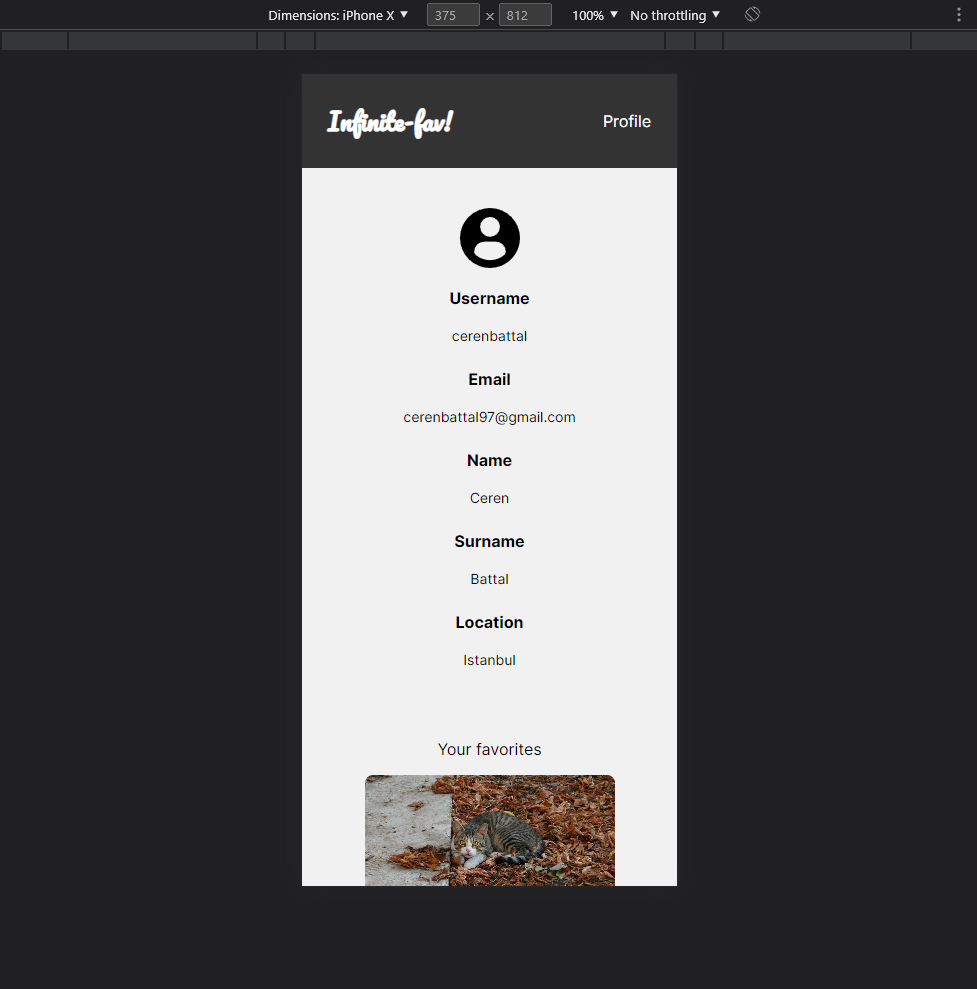 Dimensions: iPhone X ▼ 375 × 812 100% ▼ No throttling ▼
Infinite-fav! Profile
Username
cerenbattal
Email
cerenbattal97@gmail.com
Name
Ceren
Surname
Battal
Location
Istanbul
Your favorites